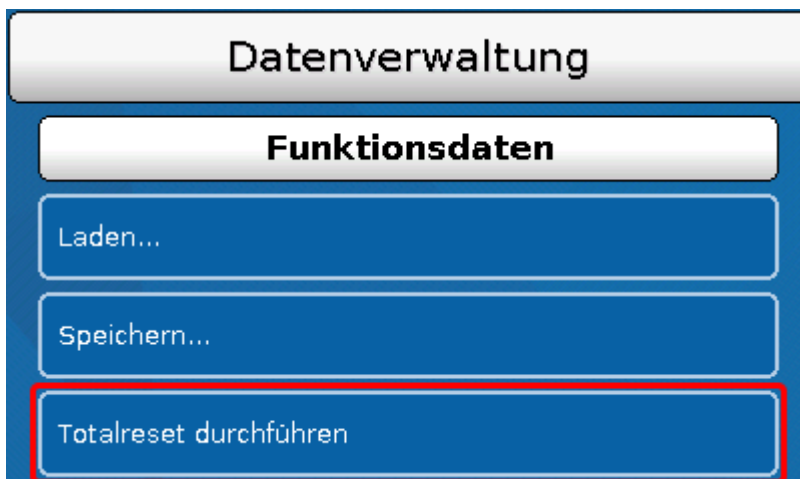 Datenverwaltung
Funktionsdaten
Laden...
Speichern...
Totalreset durchführen